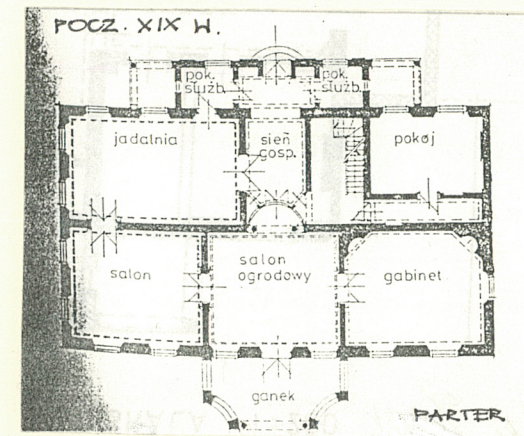 POCZ. XIX W.
pok.
służb.
pok.
służb.
jadalnia
sień
gosp.
pokój
salon
salon
ogrodowy
gabinet
ganek
PARTER